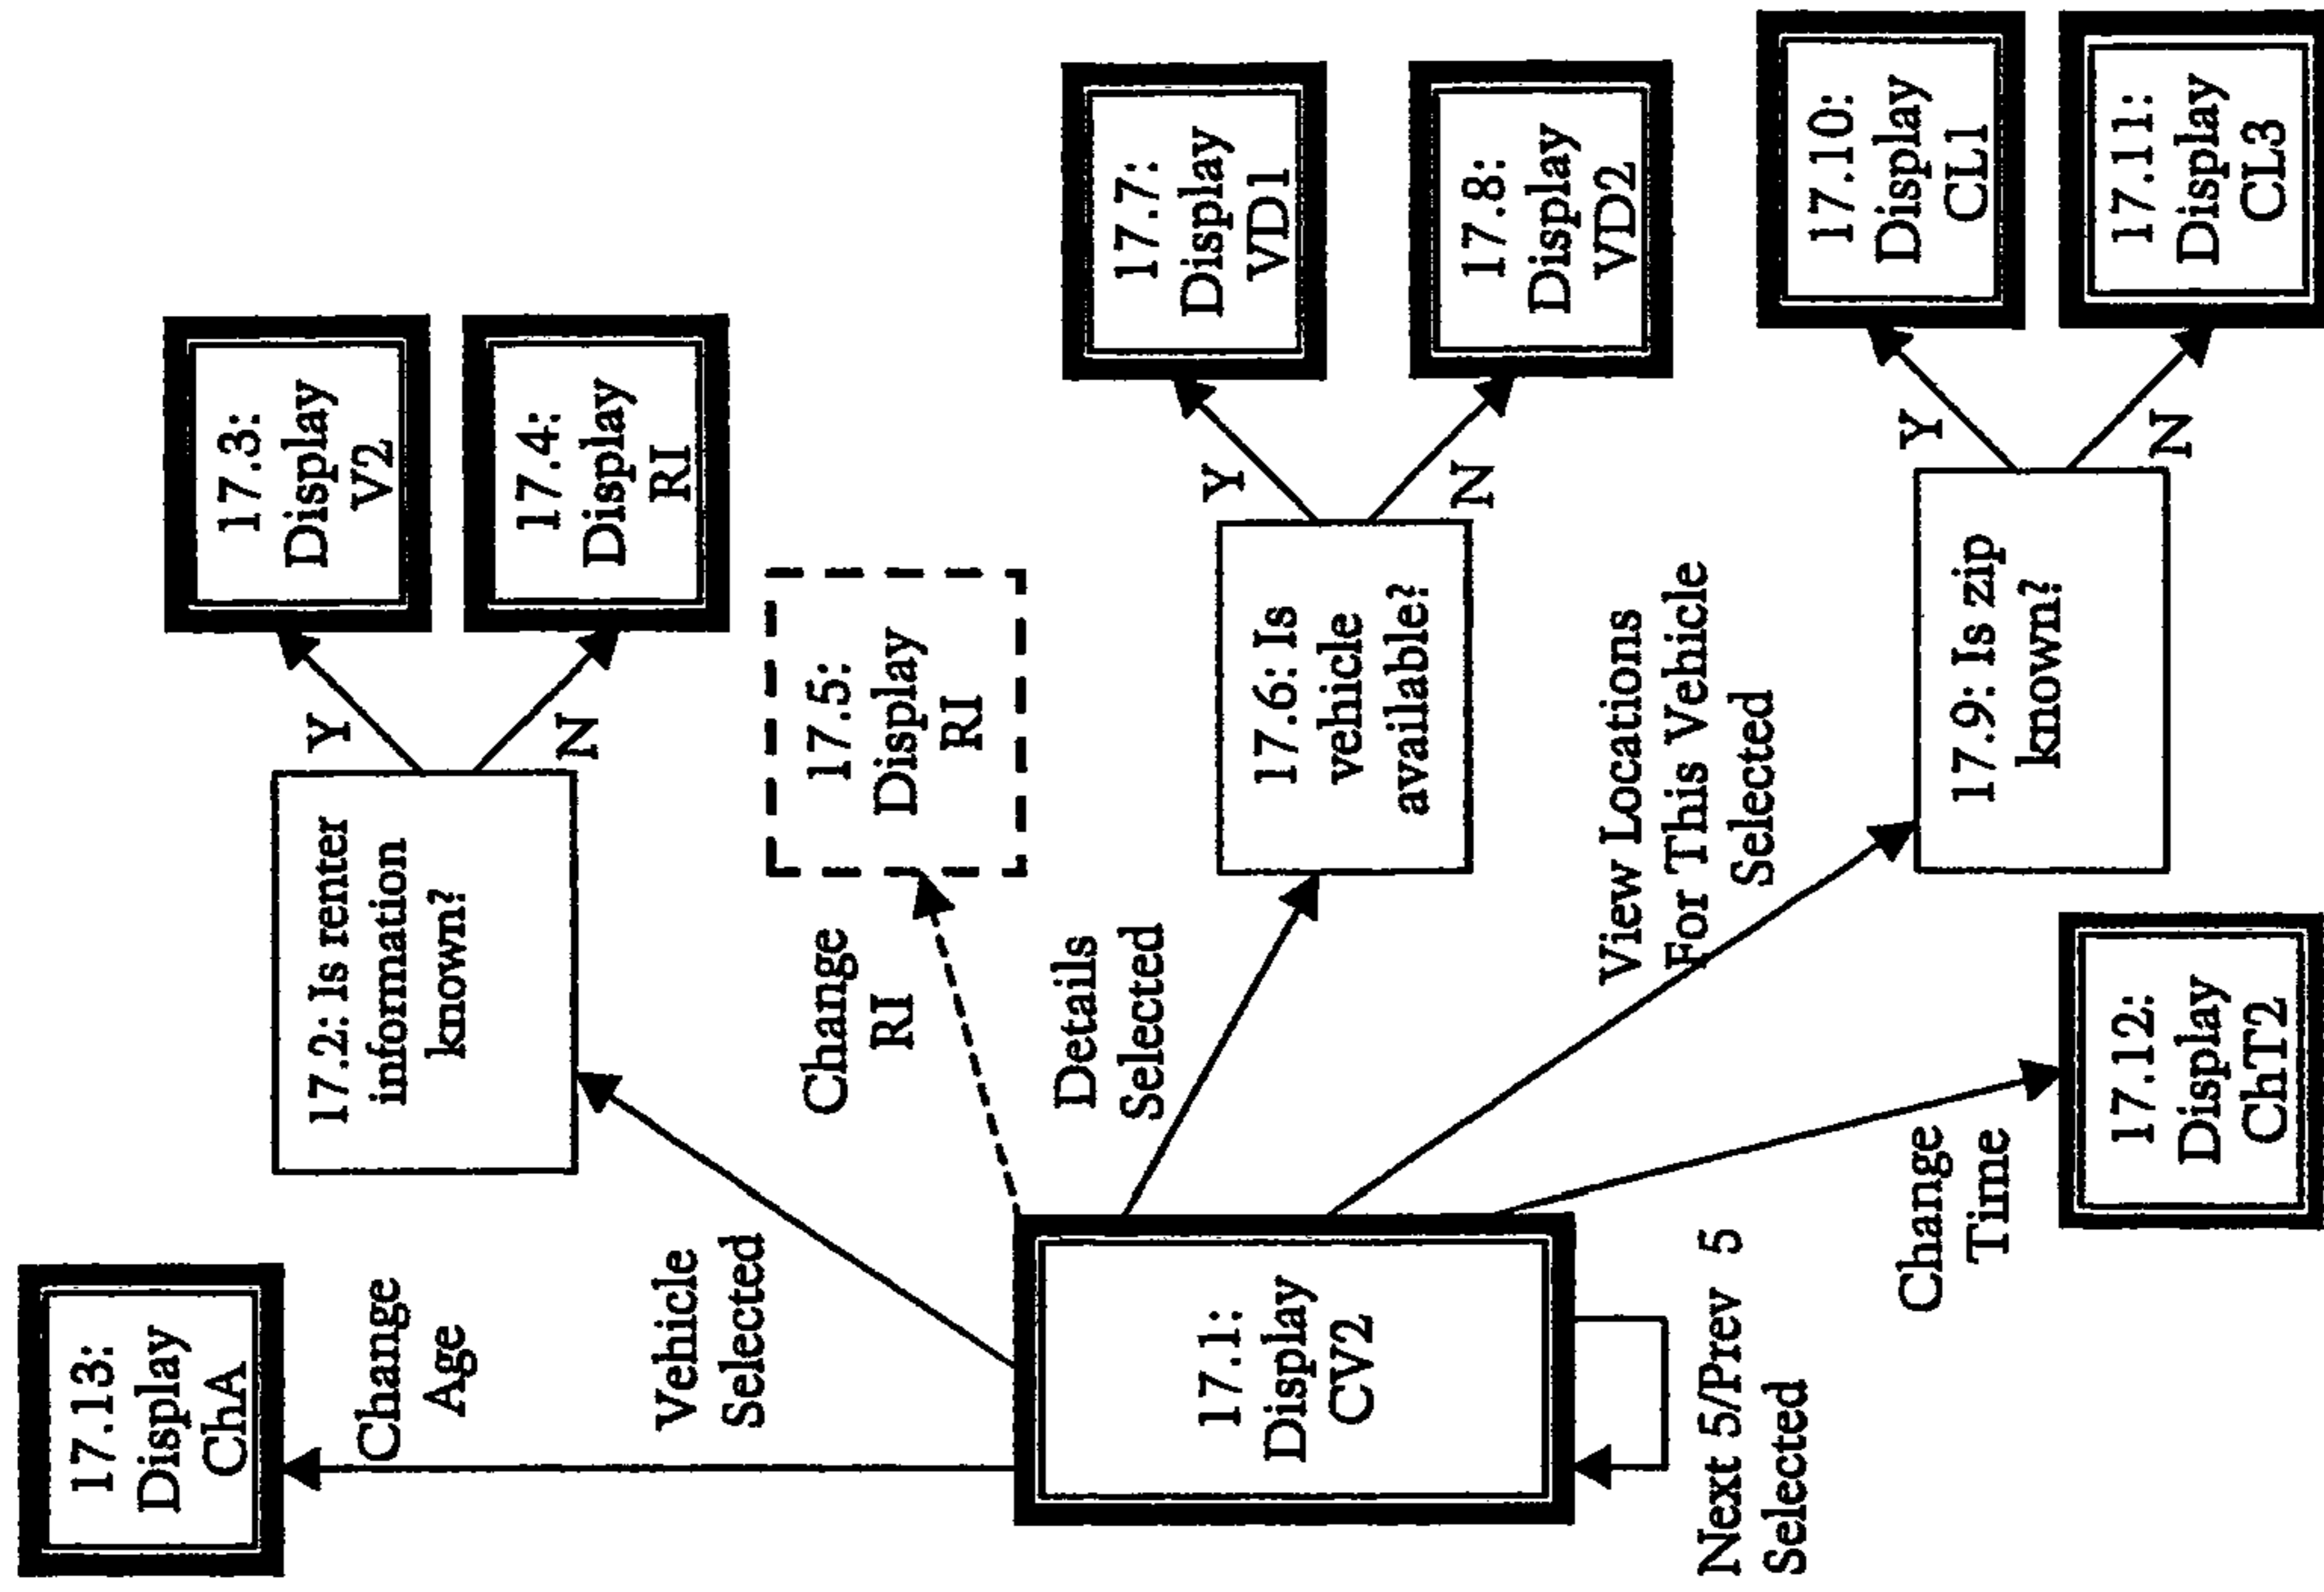 17.13:
Display
ChA
Change
Age
Vehicle
Selected
17.1:
Display
CV2
Next 5/Prev 5
Selected
17.2: Is renter
information
known?
Y
N
17.3:
Display
V2
17.4:
Display
RI
Change
RI
17.5:
Display
RI
Details
Selected
17.6: Is
vehicle
available?
Y
N
17.7:
Display
VD1
17.8:
Display
VD2
View Locations
For This Vehicle
Selected
17.9: Is zip
known?
Y
N
17.10:
Display
CL1
17.11:
Display
CL3
Change
Time
17.12:
Display
ChT2